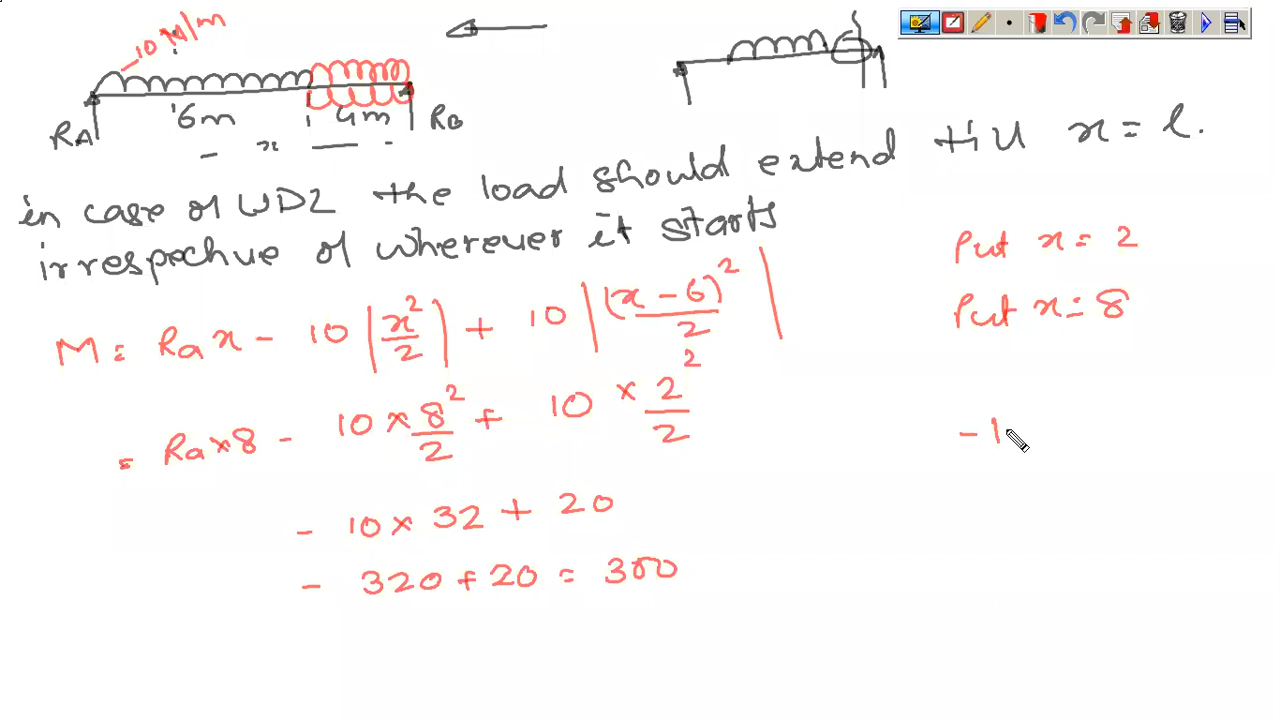 10 N/m
6m
4m
RA
RB
x
in case of UDL the load should extend till x = l.
irrespective of wherever it starts
Put x = 2
Put x = 8
M = Ra x - 10 |x²/2| + 10 |(x - 6)²/2|
= Ra × 8 - 10 × 8²/2 + 10 × 2²/2
- 1
- 10 × 32 + 20
- 320 + 20 = 300